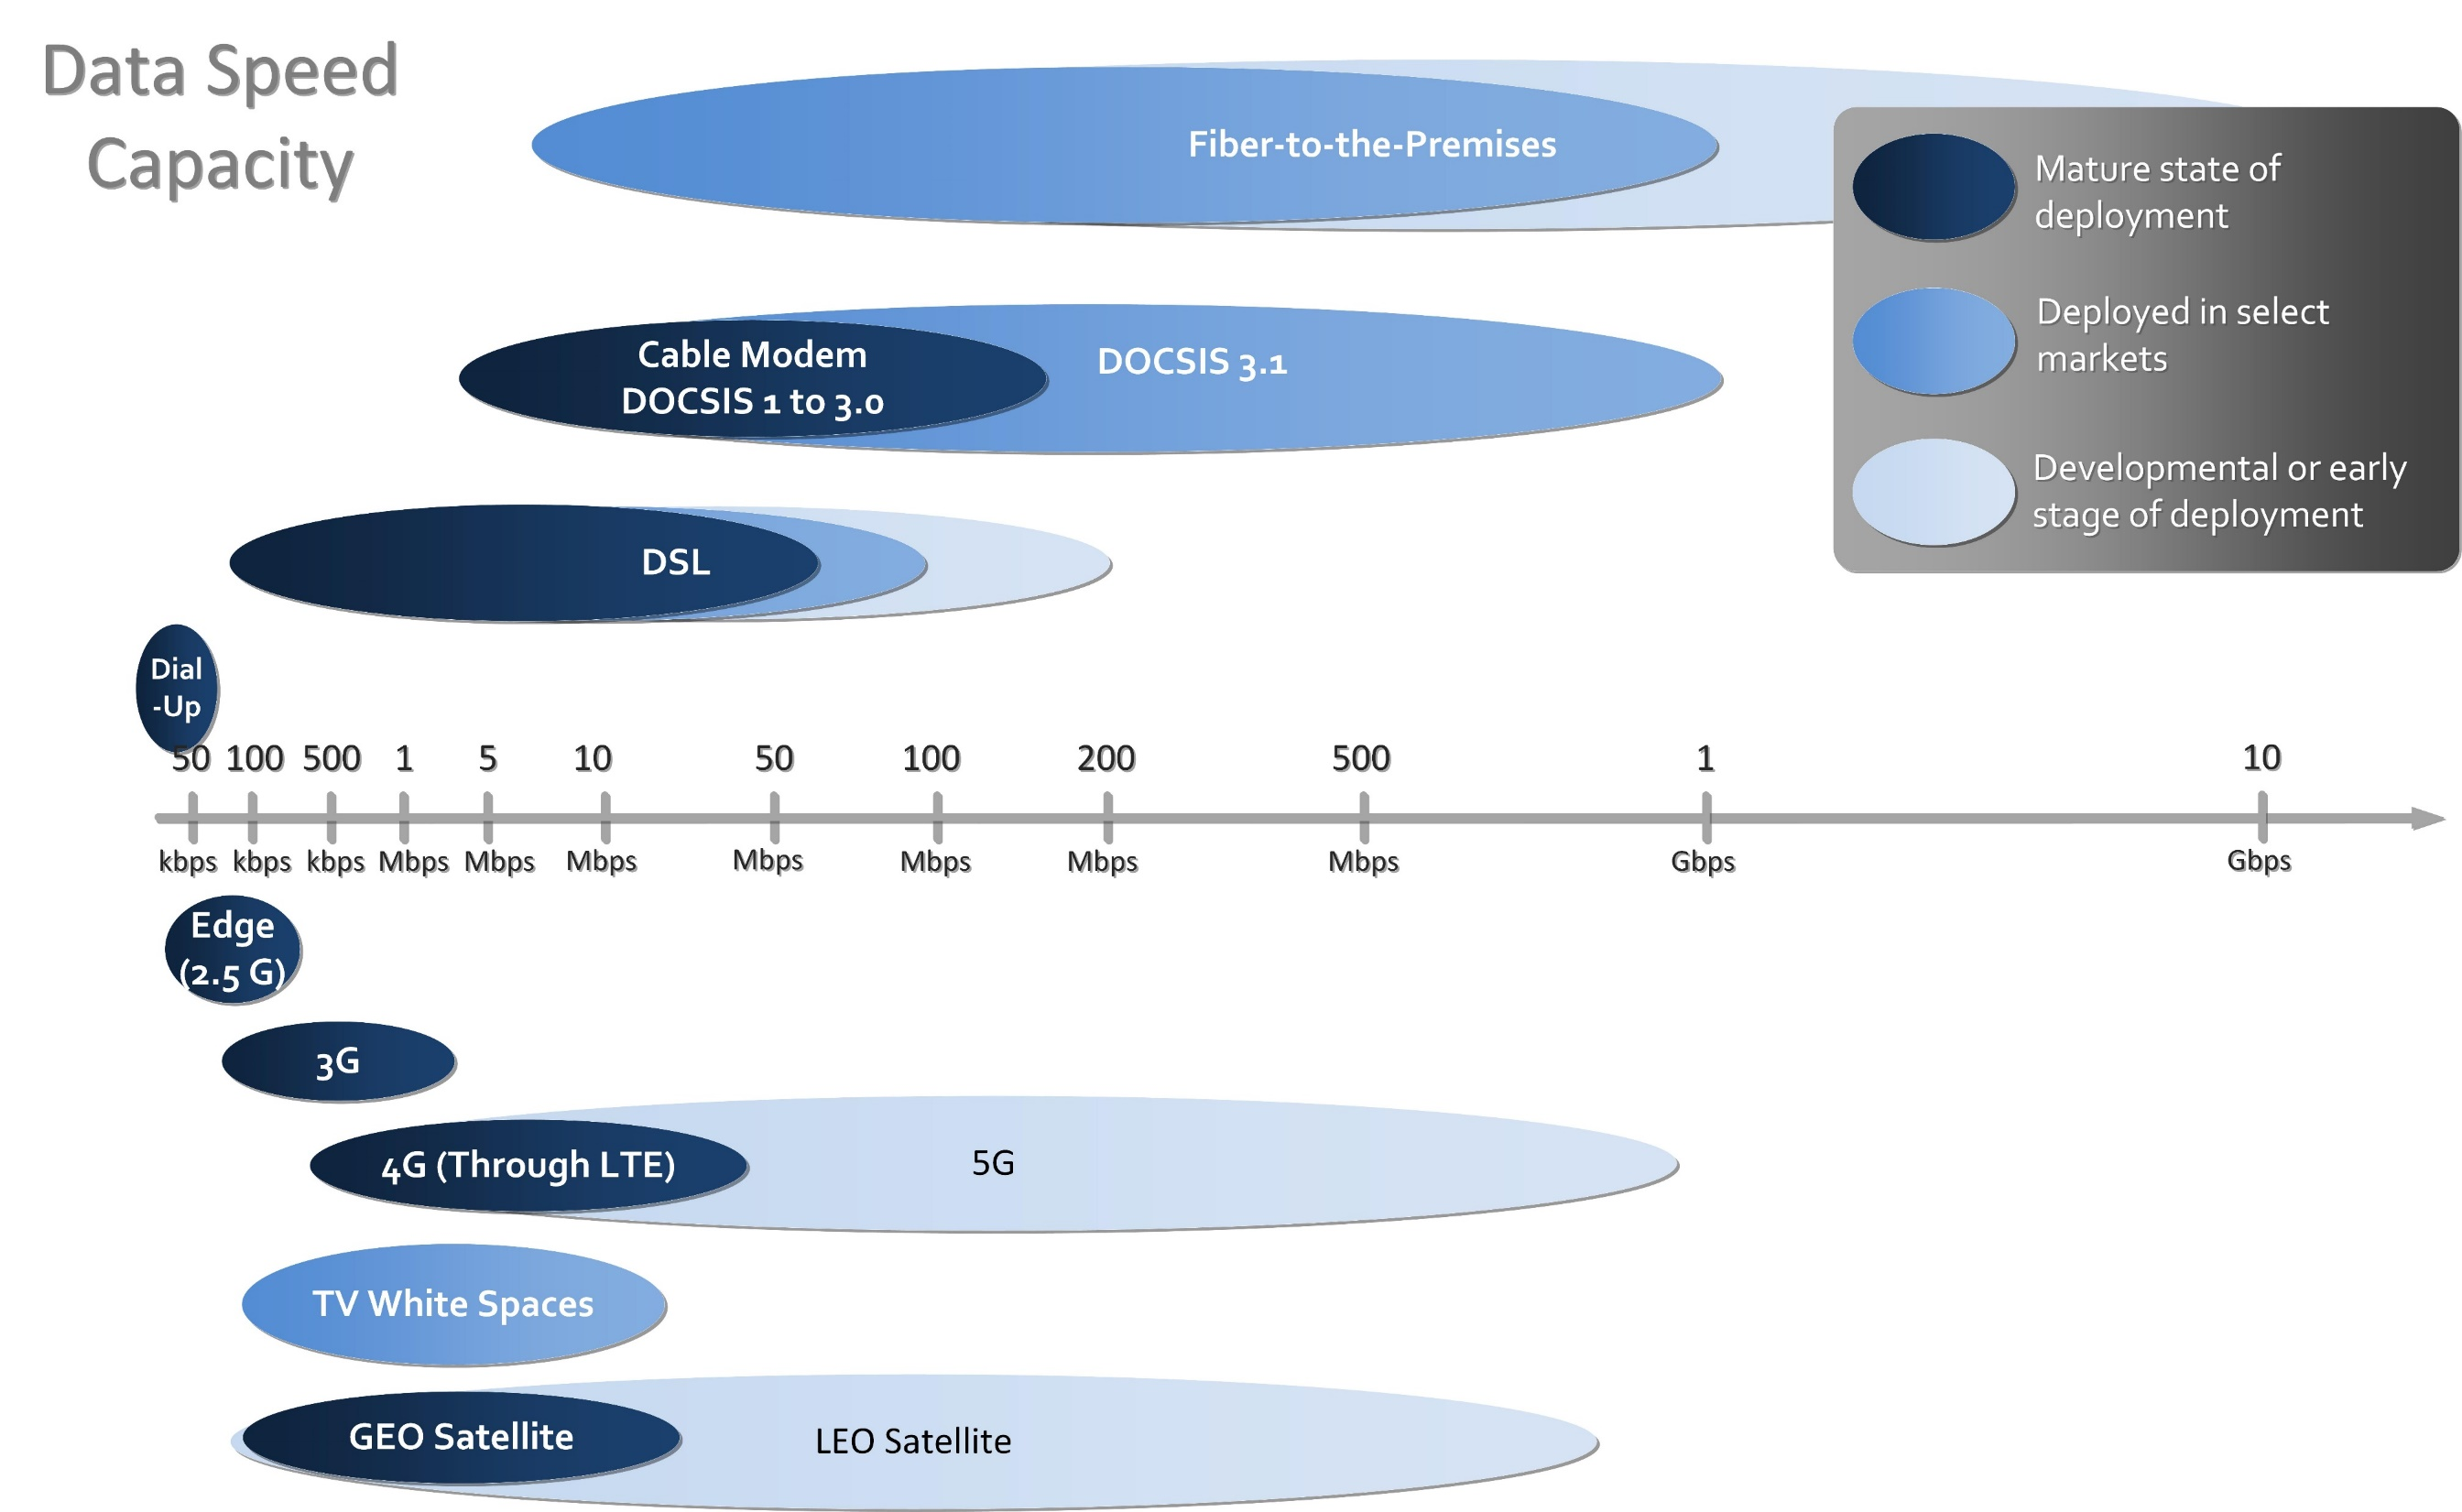 Data Speed
Capacity
Fiber-to-the-Premises
Mature state of
deployment
Deployed in select
markets
Developmental or early
stage of deployment
Cable Modem
DOCSIS 1 to 3.0
DOCSIS 3.1
DSL
Dial
-Up
50 100 500 1 5 10 50 100 200 500 1 10
kbps kbps kbps Mbps Mbps Mbps Mbps Mbps Mbps Mbps Gbps Gbps
Edge
(2.5 G)
3G
4G (Through LTE)
5G
TV White Spaces
GEO Satellite
LEO Satellite